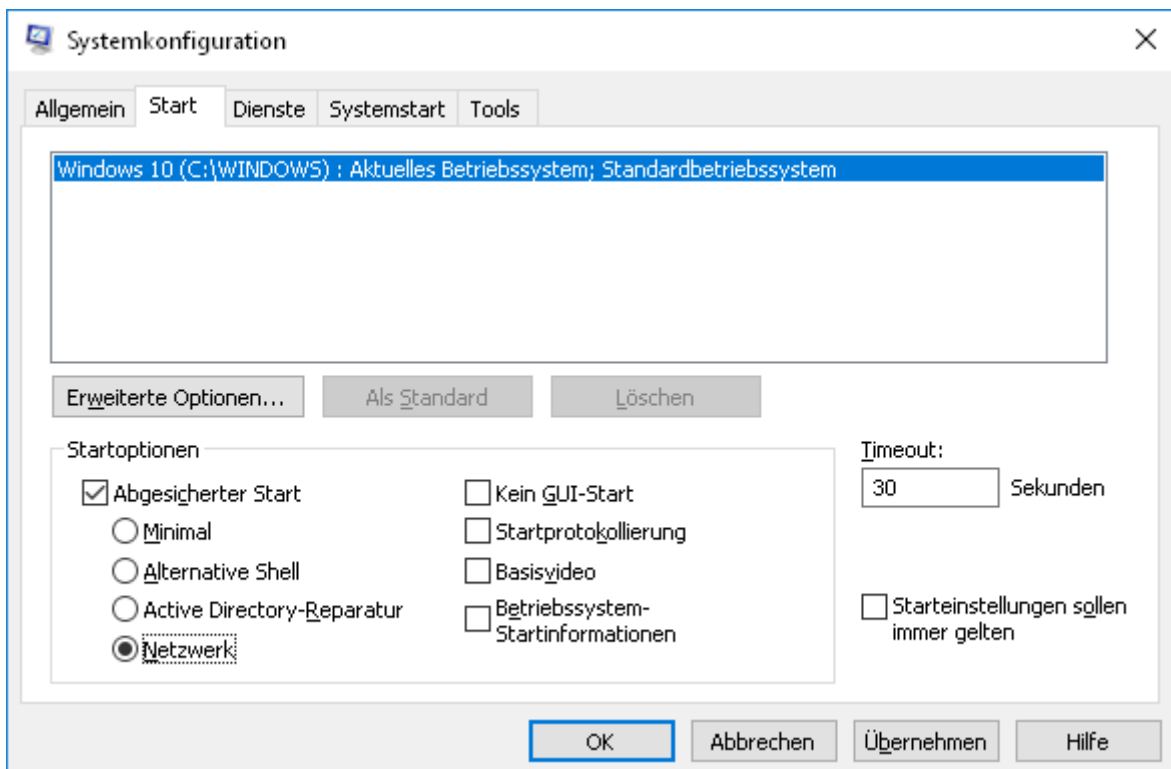 Systemkonfiguration
Allgemein Start Dienste Systemstart Tools
Windows 10 (C:\WINDOWS) : Aktuelles Betriebssystem; Standardbetriebssystem
Erweiterte Optionen... Als Standard Löschen
Startoptionen
Abgesicherter Start
Minimal
Alternative Shell
Active Directory-Reparatur
Netzwerk
Kein GUI-Start
Startprotokollierung
Basisvideo
Betriebssystem-
Startinformationen
Timeout:
30 Sekunden
Starteinstellungen sollen
immer gelten
OK Abbrechen Übernehmen Hilfe